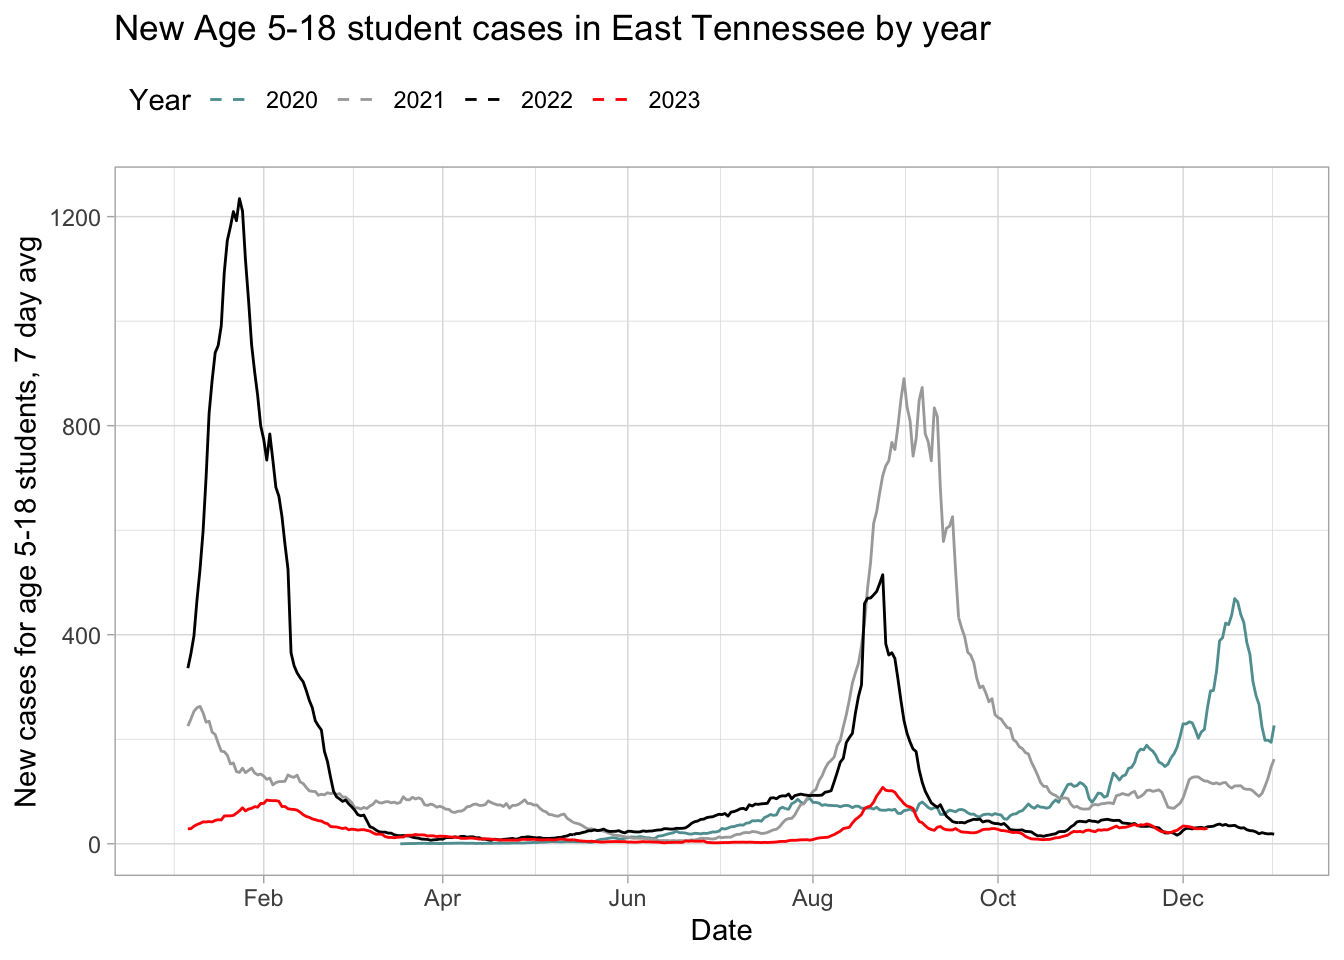 New Age 5-18 student cases in East Tennessee by year
Year 2020 2021 2022 2023
New cases for age 5-18 students, 7 day avg
1200
800
400
0
Feb Apr Jun Aug Oct Dec
Date